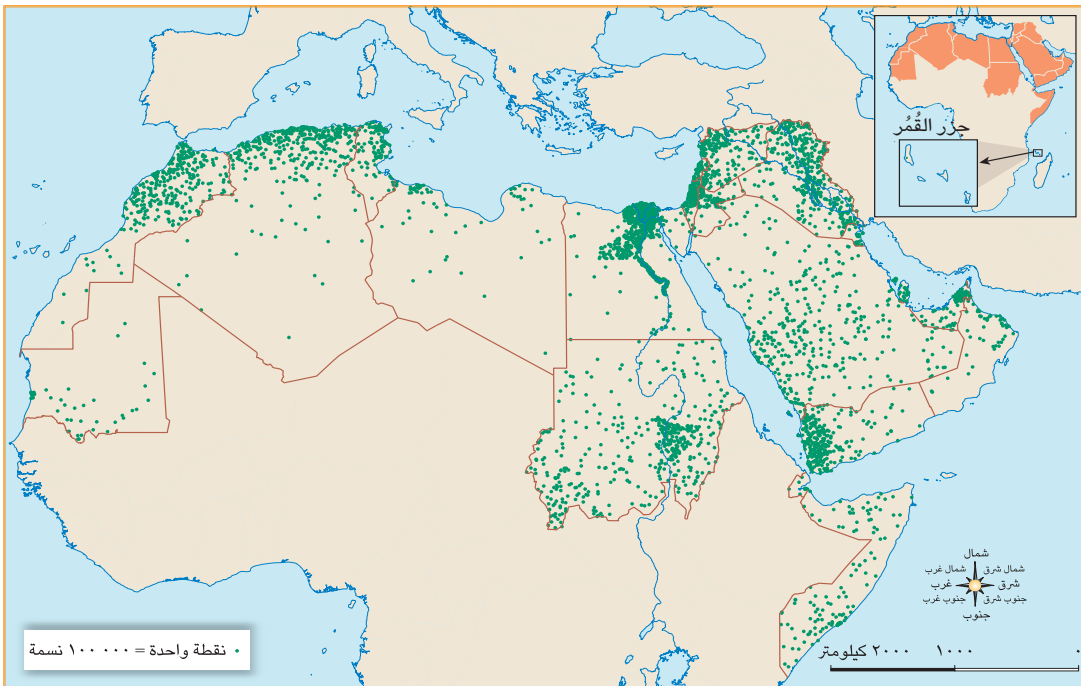 جزر القُمُر
شمال
شمال غرب
شمال شرق
غرب
شرق
جنوب غرب
جنوب شرق
جنوب
نقطة واحدة = ١٠٠ ٠٠٠ نسمة
٠ ١٠٠٠ ٢٠٠٠ كيلومتر